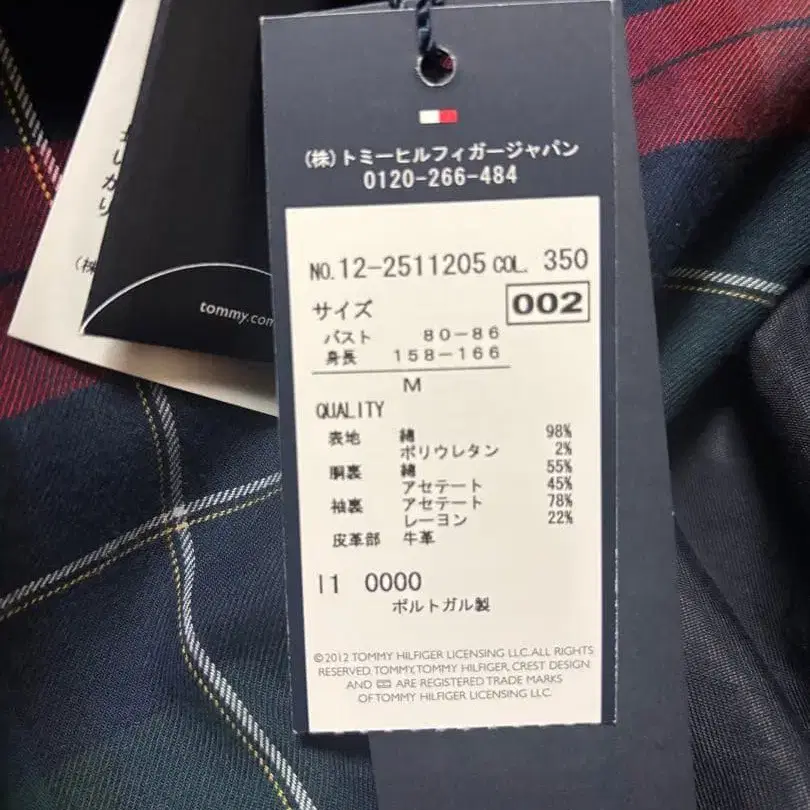 (株)トミーヒルフィガージャパン
0120-266-484
NO.12-2511205 COL. 350
サイズ 002
バスト 80-86
身長 158-166
M
QUALITY
表地 綿 98%
ポリウレタン 2%
胴裏 綿 55%
アセテート 45%
袖裏 アセテート 78%
レーヨン 22%
皮革部 牛革
I1 0000
ポルトガル製
©2012 TOMMY HILFIGER LICENSING LLC. ALL RIGHTS
RESERVED. TOMMY, TOMMY HILFIGER, CREST DESIGN
AND ARE REGISTERED TRADE MARKS
OF TOMMY HILFIGER LICENSING LLC.
tommy.com
(株